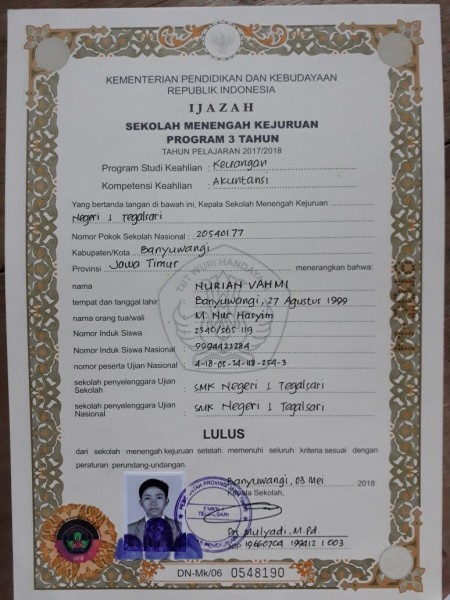 KEMENTERIAN PENDIDIKAN DAN KEBUDAYAAN
REPUBLIK INDONESIA
IJAZAH
SEKOLAH MENENGAH KEJURUAN
PROGRAM 3 TAHUN
TAHUN PELAJARAN 2017/2018
Program Studi Keahlian : Keuangan
Kompetensi Keahlian : Akuntansi
Yang bertanda tangan di bawah ini, Kepala Sekolah Menengah Kejuruan
Negeri 1 Tegalsari
Nomor Pokok Sekolah Nasional : 20540177
Kabupaten/Kota : Banyuwangi
Provinsi : Jawa Timur menerangkan bahwa:
nama : NURIAH VAHMI
tempat dan tanggal lahir : Banyuwangi, 27 Agustus 1999
nama orang tua/wali : M. Nur Hasyim
Nomor Induk Siswa : 2340/565.119
Nomor Induk Siswa Nasional : 9994423284
nomor peserta Ujian Nasional : 4-18-05-24-118-254-3
sekolah penyelenggara Ujian Sekolah : SMK Negeri 1 Tegalsari
sekolah penyelenggara Ujian Nasional : SMK Negeri 1 Tegalsari
LULUS
dari sekolah menengah kejuruan setelah memenuhi seluruh kriteria sesuai dengan
peraturan perundang-undangan.
Banyuwangi, 03 Mei 2018
Kepala Sekolah,
Drs. Mulyadi, M.Pd
NIP 19660704 199412 1 003
DN-Mk/06 0548190